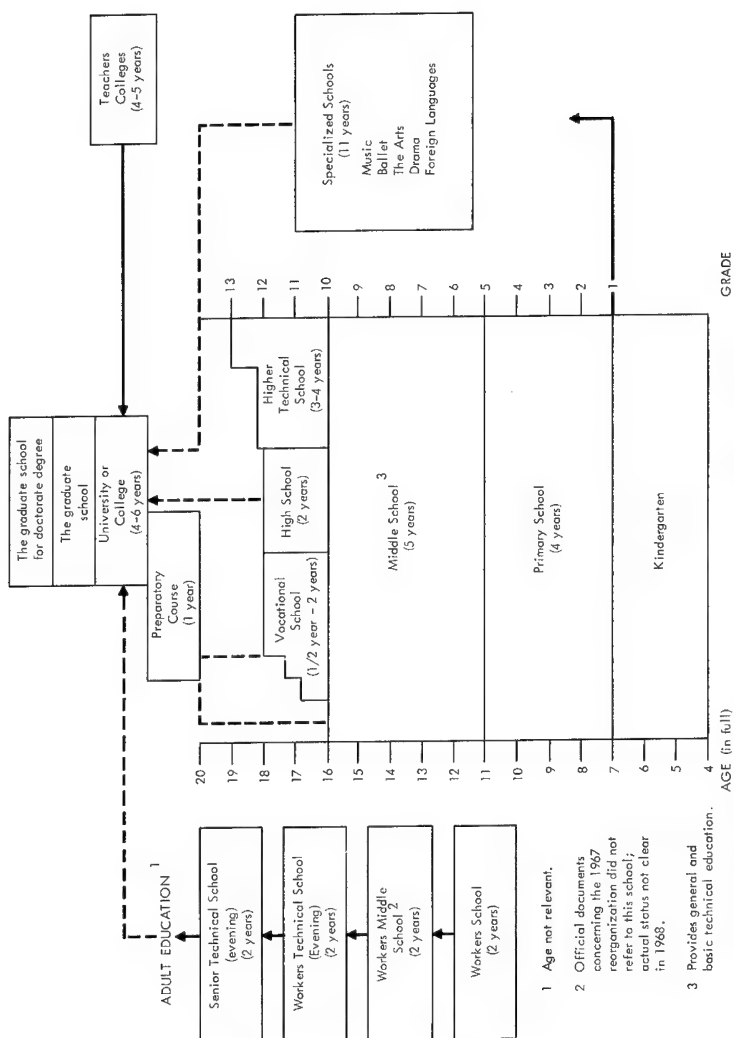 The graduate school
for doctorate degree
The graduate
school
University or
College
(4-6 years)
Teachers
Colleges
(4-5 years)
Preparatory
Course
(1 year)
ADULT EDUCATION 1
Senior Technical School
(evening)
(2 years)
Workers Technical School
(Evening)
(2 years)
Workers Middle
School 2
(2 years)
Workers School
(2 years)
20
19
18
17
16
15
14
13
12
11
10
9
8
7
6
5
4
AGE (in full)
Vocational
School
(1/2 year - 2 years)
High School
(2 years)
Higher
Technical
School
(3-4 years)
Middle School 3
(5 years)
Primary School
(4 years)
Kindergarten
13
12
11
10
9
8
7
6
5
4
3
2
1
GRADE
Specialized Schools
(11 years)
Music
Ballet
The Arts
Drama
Foreign Languages
1 Age not relevant.
2 Official documents
concerning the 1967
reorganization did not
refer to this school;
actual status not clear
in 1968.
3 Provides general and
basic technical education.